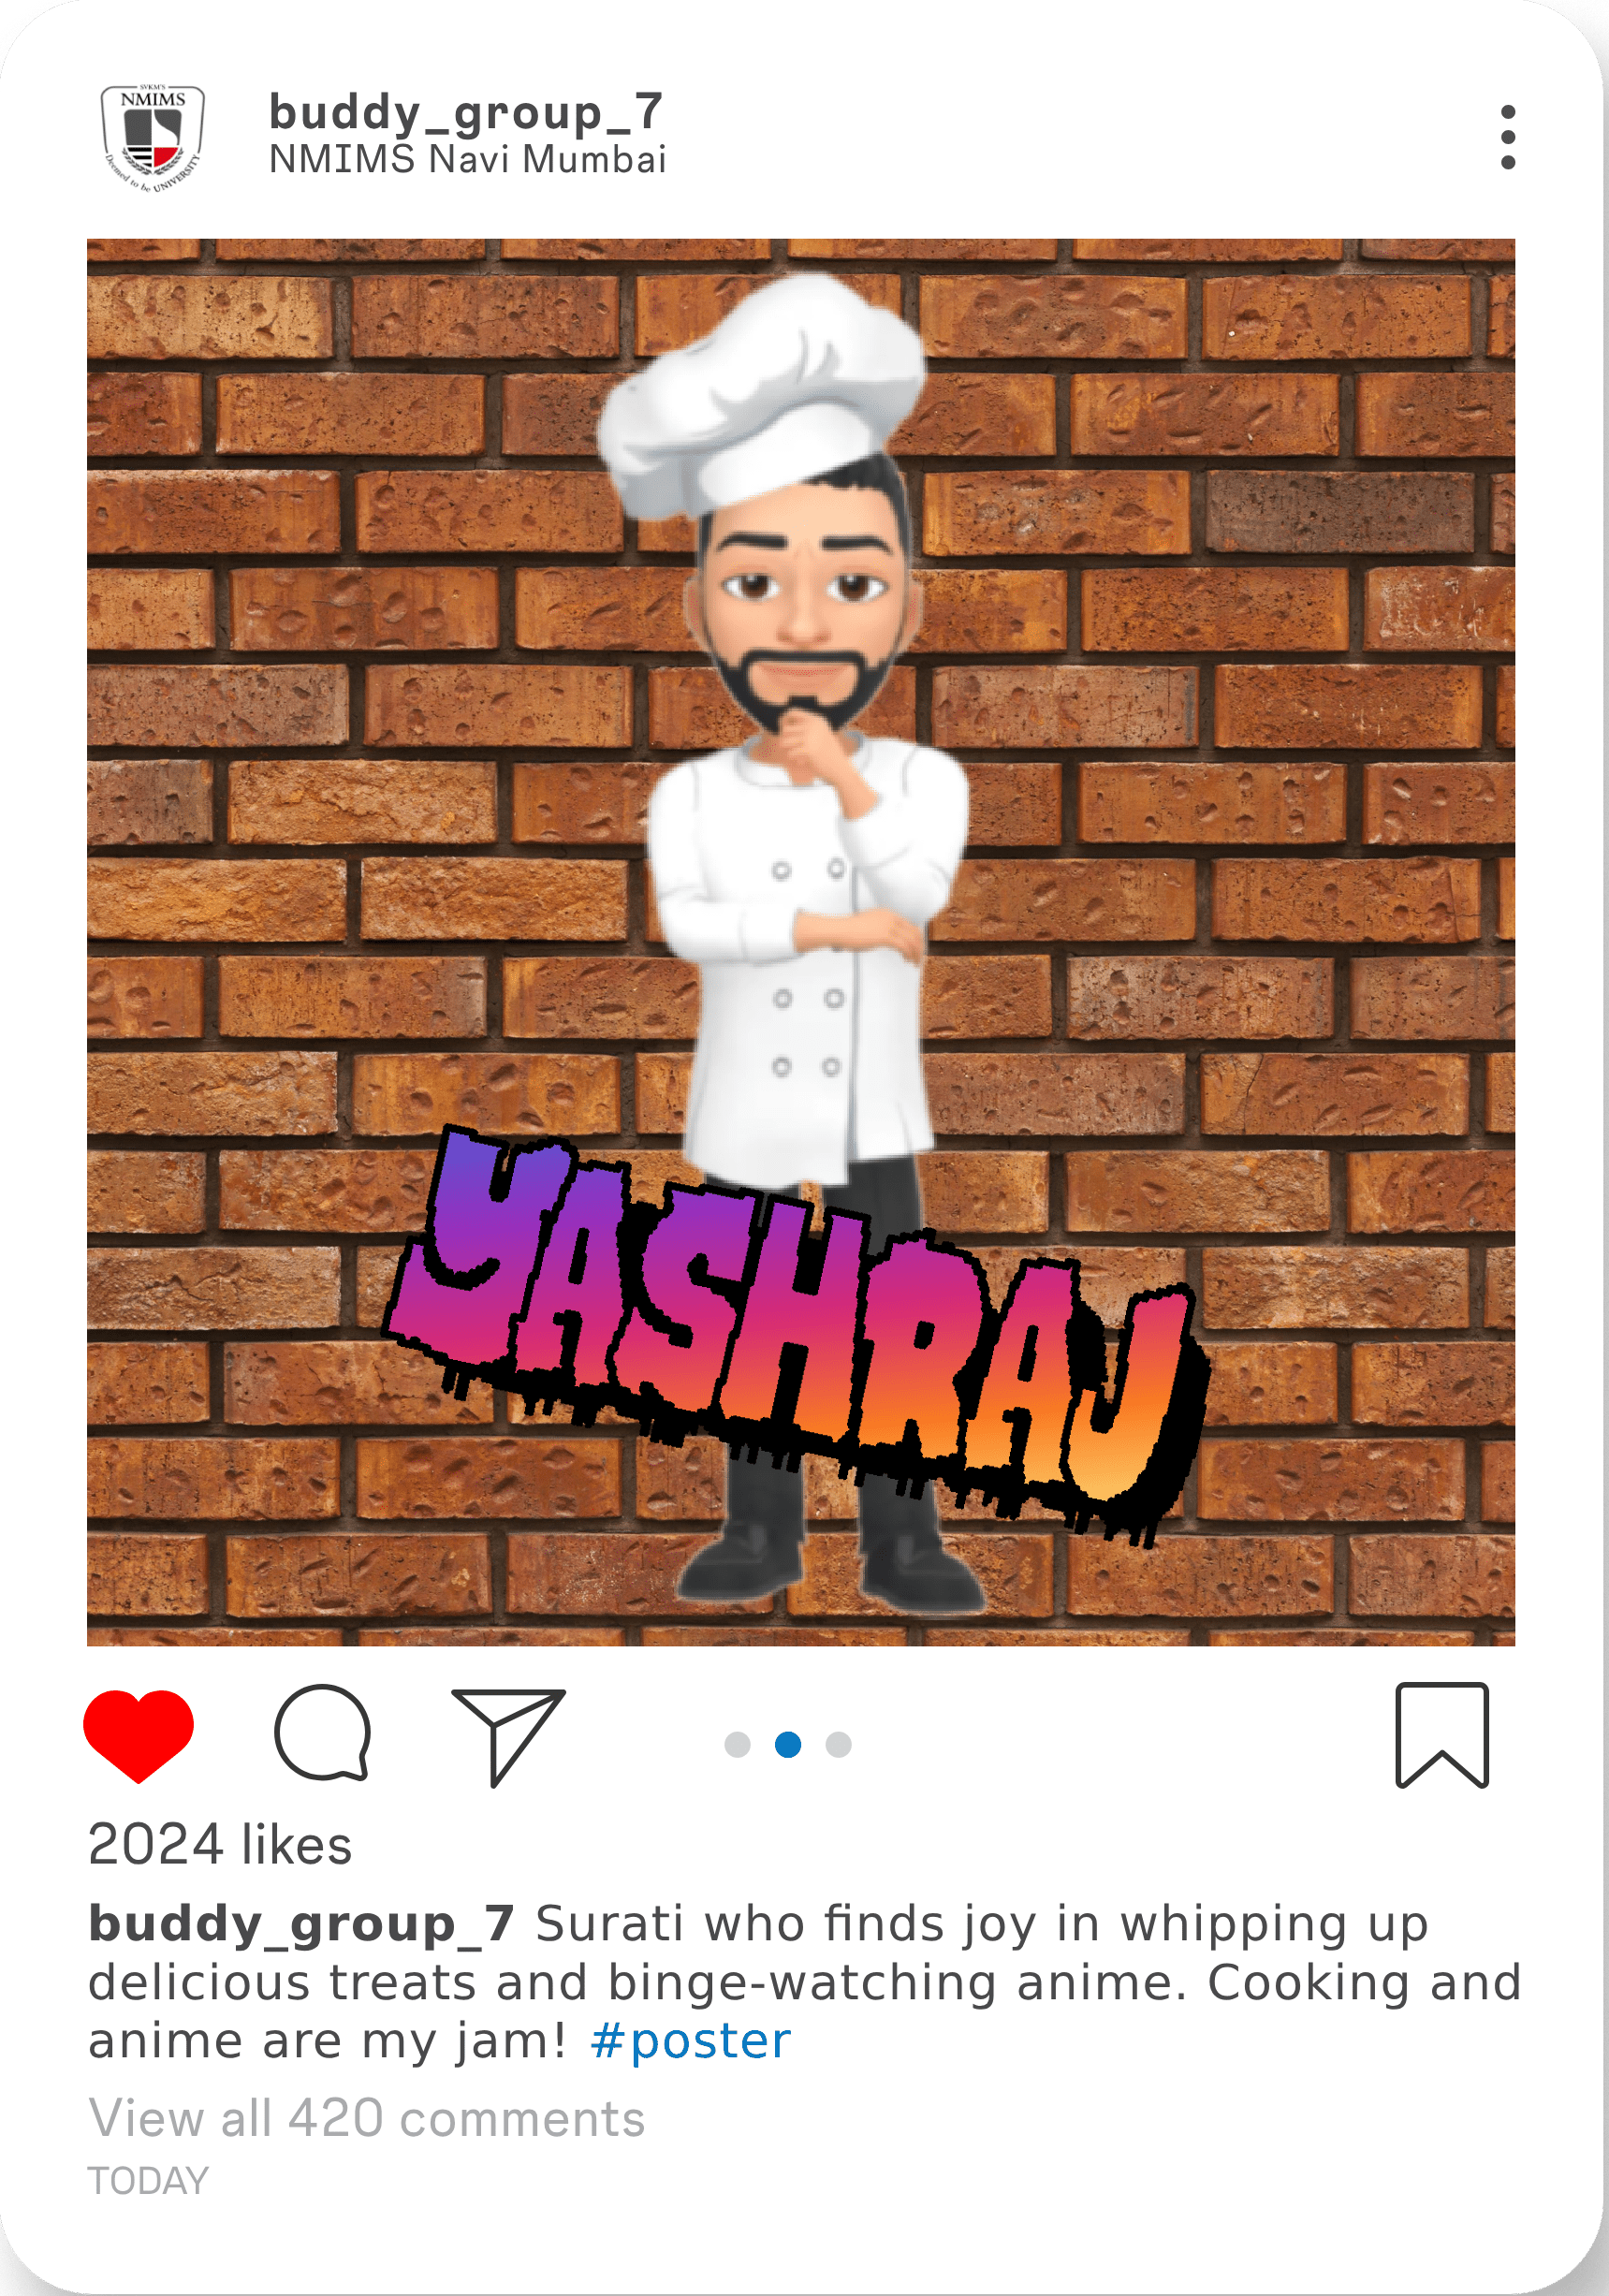 SVKM'S
NMIMS
Deemed to be UNIVERSITY
buddy_group_7
NMIMS Navi Mumbai
YASHRAJ
2024 likes
buddy_group_7 Surati who finds joy in whipping up
delicious treats and binge-watching anime. Cooking and
anime are my jam! #poster
View all 420 comments
TODAY